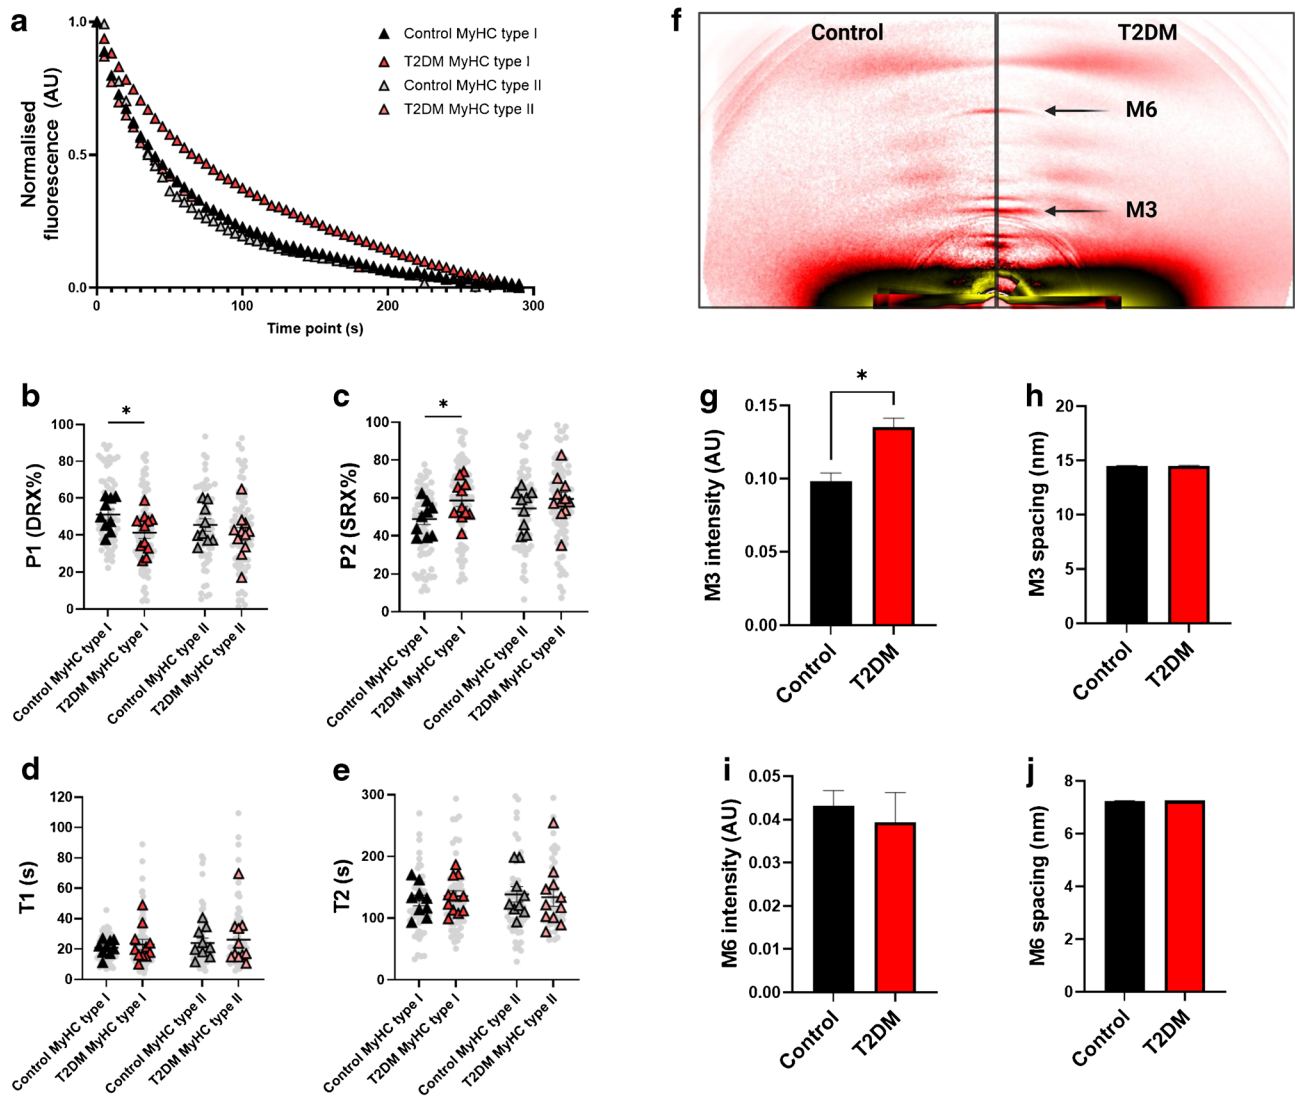 a
1.0
0.5
0.0
Normalised
fluorescence (AU)
0
100
200
300
Time point (s)
Control MyHC type I
T2DM MyHC type I
Control MyHC type II
T2DM MyHC type II
f
Control
T2DM
M6
M3
b
*
100
80
60
40
20
0
P1 (DRX%)
Control MyHC type I
T2DM MyHC type I
Control MyHC type II
T2DM MyHC type II
c
*
100
80
60
40
20
0
P2 (SRX%)
Control MyHC type I
T2DM MyHC type I
Control MyHC type II
T2DM MyHC type II
g
*
0.15
0.10
0.05
0.00
M3 intensity (AU)
Control
T2DM
h
20
15
10
5
0
M3 spacing (nm)
Control
T2DM
d
120
100
80
60
40
20
0
T1 (s)
Control MyHC type I
T2DM MyHC type I
Control MyHC type II
T2DM MyHC type II
e
300
200
100
0
T2 (s)
Control MyHC type I
T2DM MyHC type I
Control MyHC type II
T2DM MyHC type II
i
0.05
0.04
0.03
0.02
0.01
0.00
M6 intensity (AU)
Control
T2DM
j
8
6
4
2
0
M6 spacing (nm)
Control
T2DM